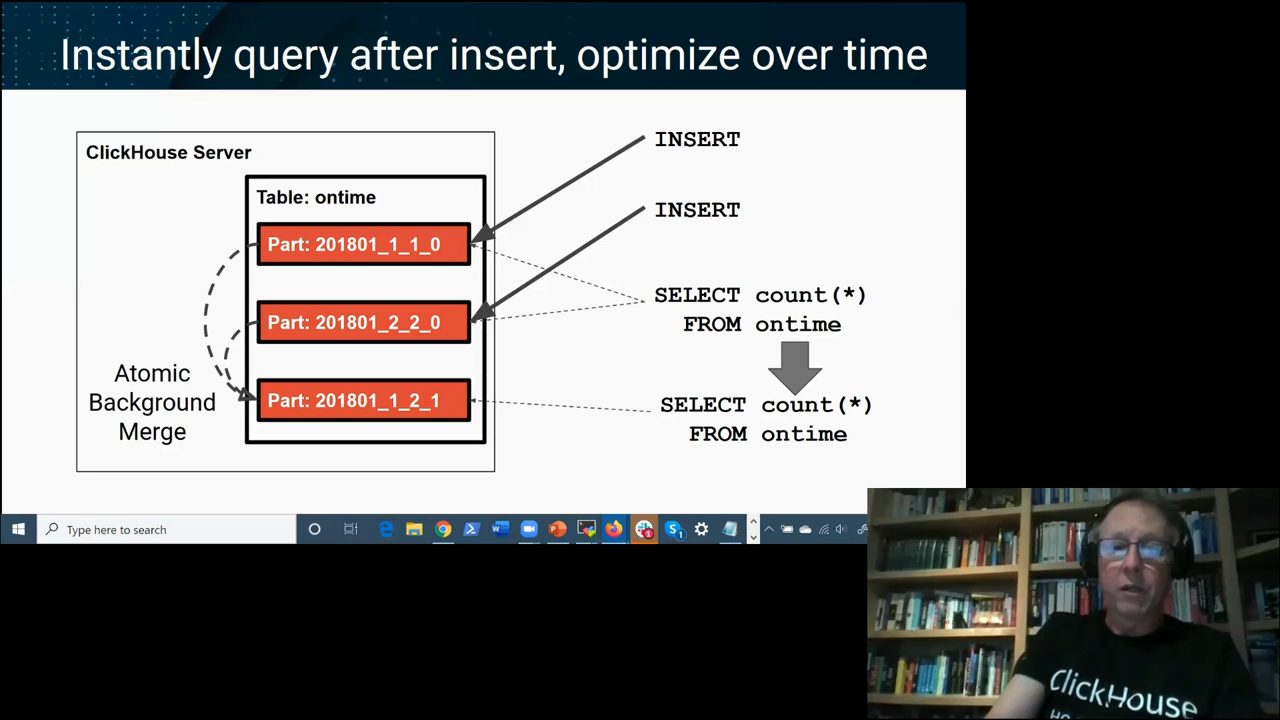 Instantly query after insert, optimize over time
ClickHouse Server
Table: ontime
Part: 201801_1_1_0
Part: 201801_2_2_0
Part: 201801_1_2_1
Atomic
Background
Merge
INSERT
INSERT
SELECT count(*)
FROM ontime
SELECT count(*)
FROM ontime
Type here to search
ClickHouse